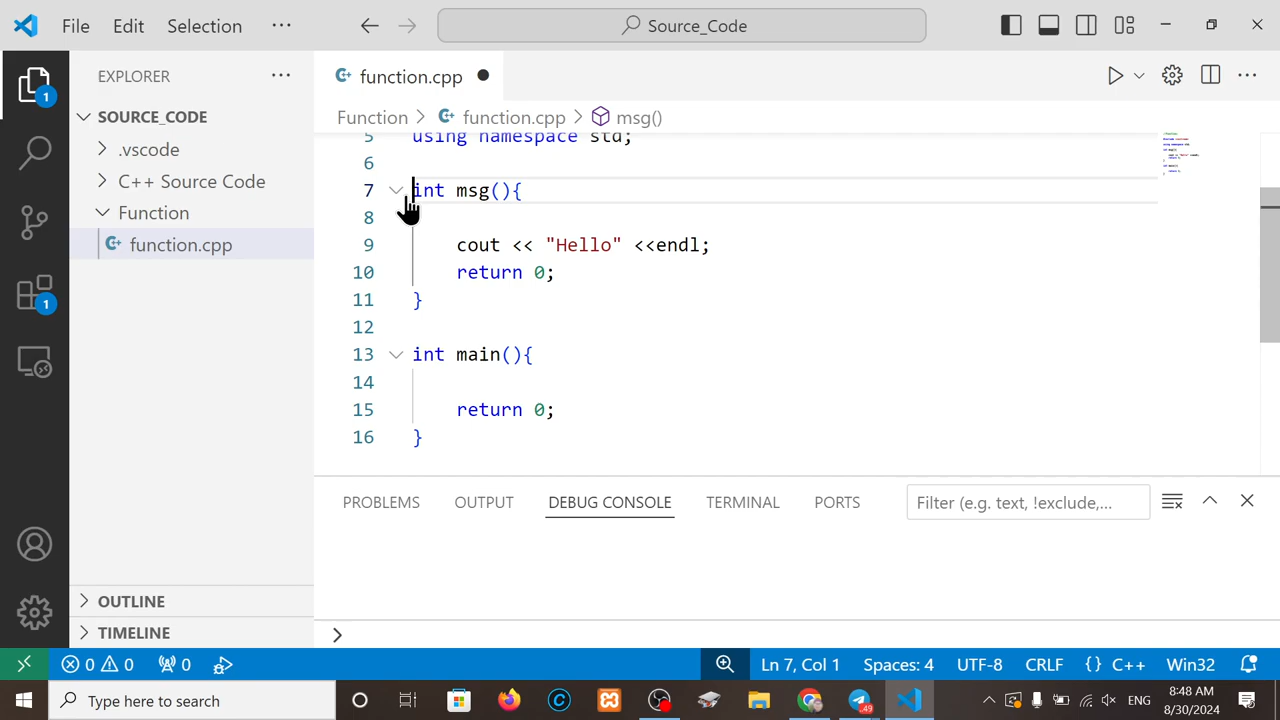 File Edit Selection ··· Source_Code
EXPLORER ···
function.cpp
SOURCE_CODE
Function > function.cpp > msg()
.vscode
C++ Source Code
Function
function.cpp
5 using namespace std;
6
7 int msg(){
8
9 cout << "Hello" <<endl;
10 return 0;
11 }
12
13 int main(){
14
15 return 0;
16 }
1
1
PROBLEMS OUTPUT DEBUG CONSOLE TERMINAL PORTS Filter (e.g. text, !exclude,...
>
OUTLINE
TIMELINE
0 0 0 Ln 7, Col 1 Spaces: 4 UTF-8 CRLF {} C++ Win32
Type here to search
.49
ENG
8:48 AM
8/30/2024